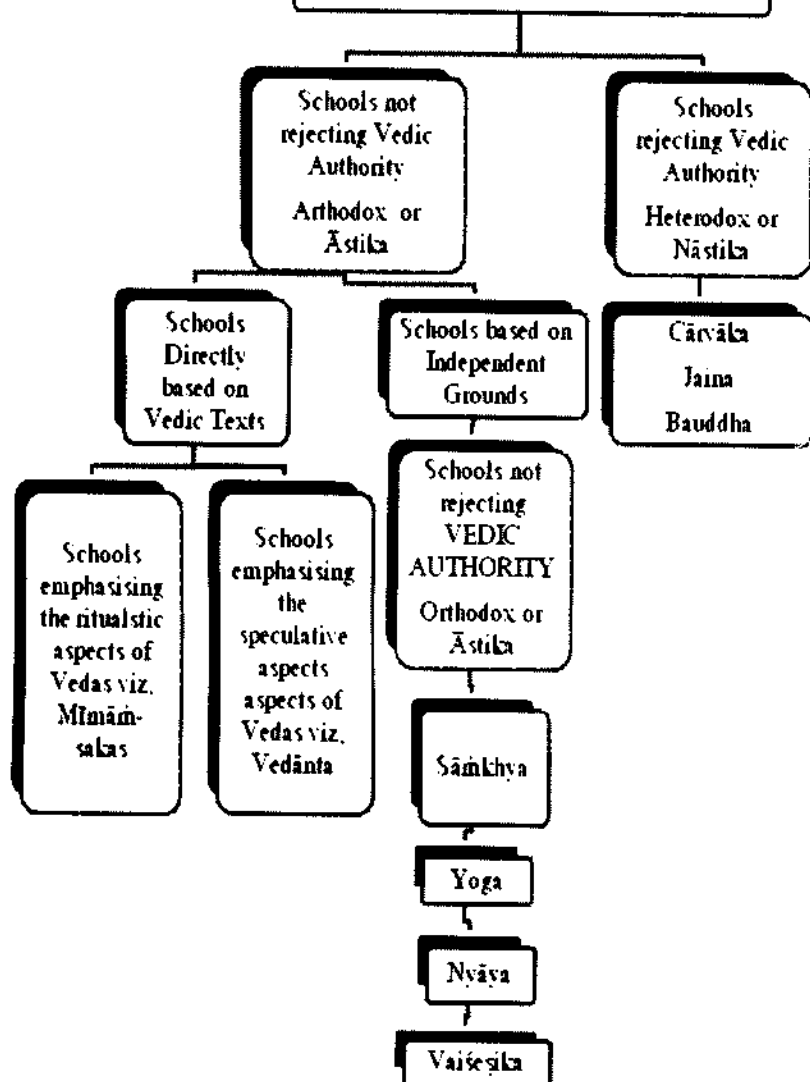 Schools not
rejecting Vedic
Authority
Arthodox or
Āstika
Schools
rejecting Vedic
Authority
Heterodox or
Nāstika
Schools
Directly
based on
Vedic Texts
Schools based on
Independent
Grounds
Cārvāka
Jaina
Bauddha
Schools
emphasising
the ritualstic
aspects of
Vedas viz,
Mīmāṁ-
sakas
Schools
emphasising
the
speculative
aspects
aspects of
Vedas viz,
Vedānta
Schools not
rejecting
VEDIC
AUTHORITY
Orthodox or
Āstika
Sāṁkhya
Yoga
Nyāya
Vaiśeṣika